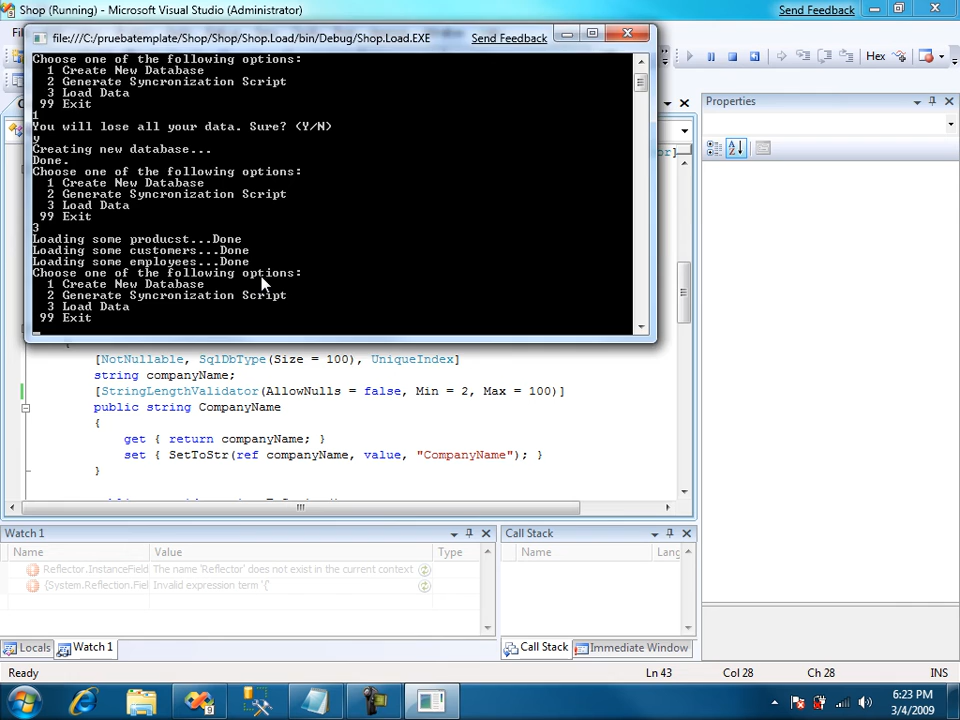 Shop (Running) - Microsoft Visual Studio (Administrator)
Send Feedback
file:///C:/pruebatemplate/Shop/Shop/Shop.Load/bin/Debug/Shop.Load.EXE
Send Feedback
Hex
Choose one of the following options:
1 Create New Database
2 Generate Syncronization Script
3 Load Data
99 Exit
1
You will lose all your data. Sure? (Y/N)
y
Creating new database...
Done.
Choose one of the following options:
1 Create New Database
2 Generate Syncronization Script
3 Load Data
99 Exit
3
Loading some producst...Done
Loading some customers...Done
Loading some employees...Done
Choose one of the following options:
1 Create New Database
2 Generate Syncronization Script
3 Load Data
99 Exit
Properties
[NotNullable, SqlDbType(Size = 100), UniqueIndex]
string companyName;
[StringLengthValidator(AllowNulls = false, Min = 2, Max = 100)]
public string CompanyName
{
get { return companyName; }
set { SetToStr(ref companyName, value, "CompanyName"); }
}
Watch 1
Name Value Type
Reflector.InstanceField The name 'Reflector' does not exist in the current context
{System.Reflection.Fiel Invalid expression term '{'
Call Stack
Name Lang
Locals Watch 1
Call Stack Immediate Window
Ready Ln 43 Col 28 Ch 28 INS
6:23 PM
3/4/2009